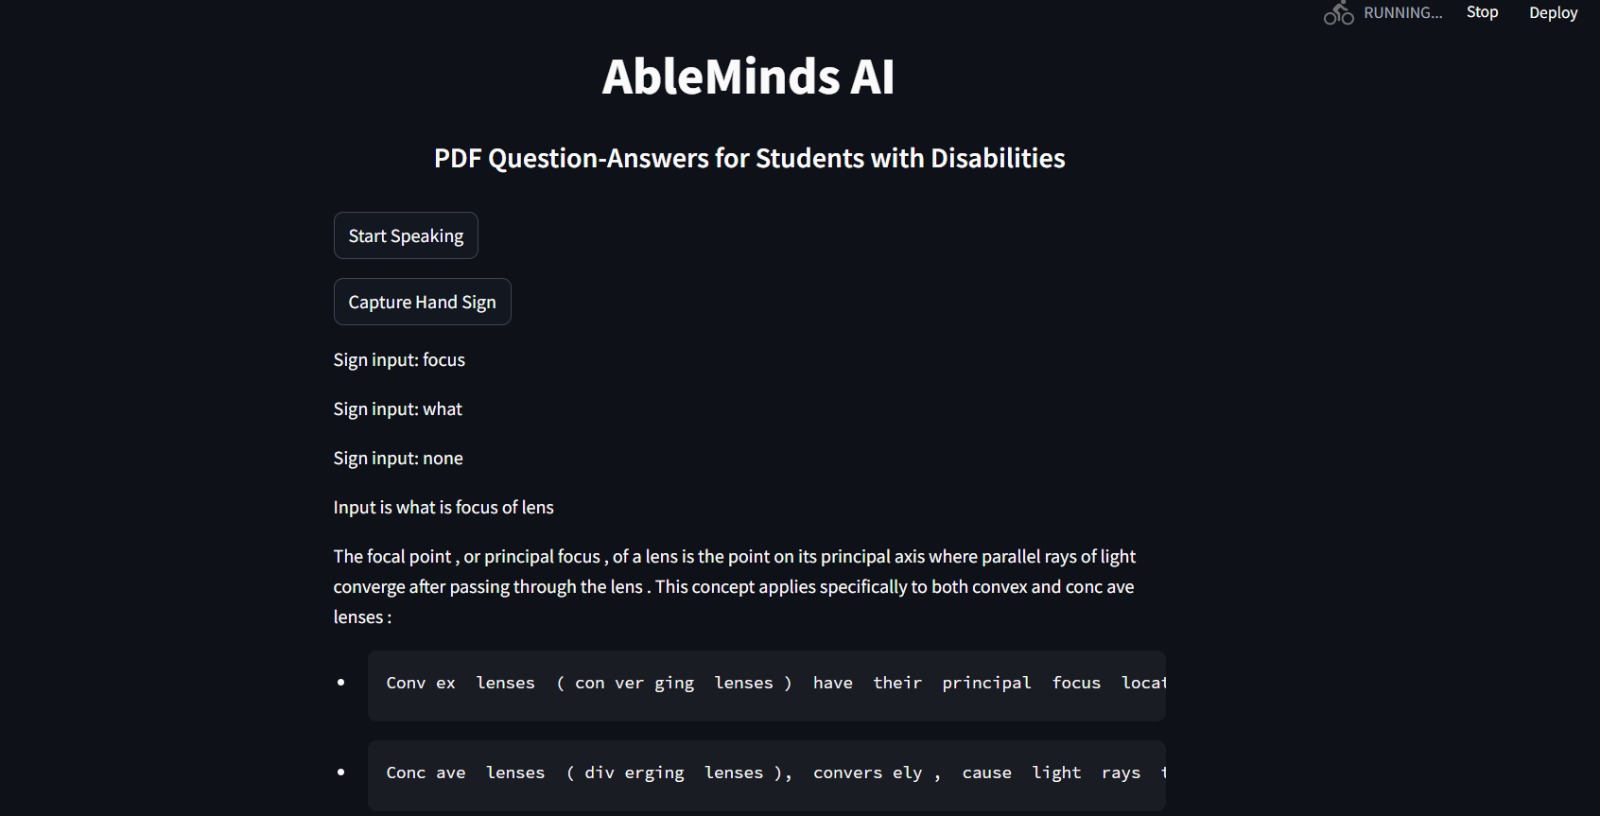 RUNNING... Stop Deploy
AbleMinds AI
PDF Question-Answers for Students with Disabilities
Start Speaking
Capture Hand Sign
Sign input: focus
Sign input: what
Sign input: none
Input is what is focus of lens
The focal point , or principal focus , of a lens is the point on its principal axis where parallel rays of light
converge after passing through the lens . This concept applies specifically to both convex and conc ave
lenses :
• Conv ex lenses ( con ver ging lenses ) have their principal focus locat
• Conc ave lenses ( div erging lenses ), convers ely , cause light rays